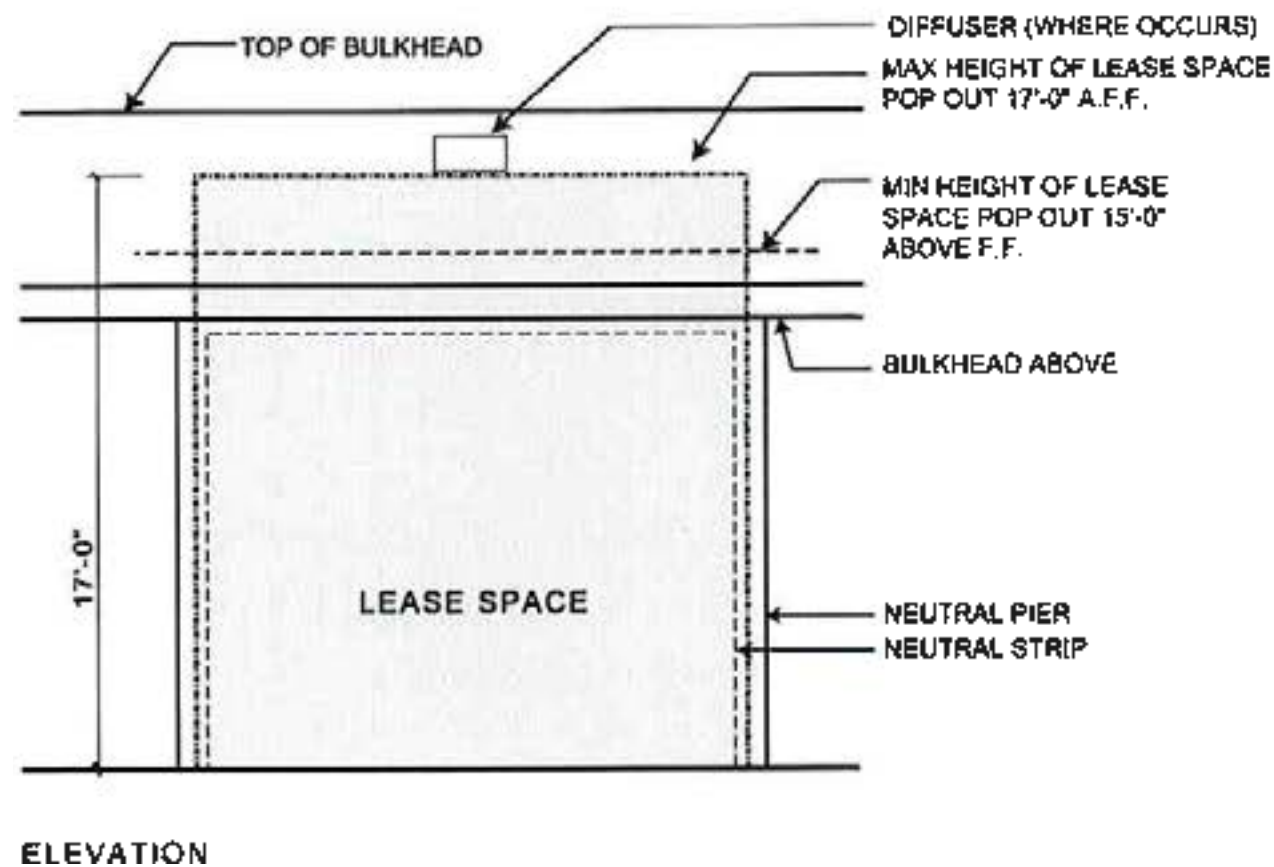 TOP OF BULKHEAD
DIFFUSER (WHERE OCCURS)
MAX HEIGHT OF LEASE SPACE
POP OUT 17'-0" A.F.F.
MIN HEIGHT OF LEASE
SPACE POP OUT 15'-0"
ABOVE F.F.
BULKHEAD ABOVE
17'-0"
LEASE SPACE
NEUTRAL PIER
NEUTRAL STRIP
ELEVATION